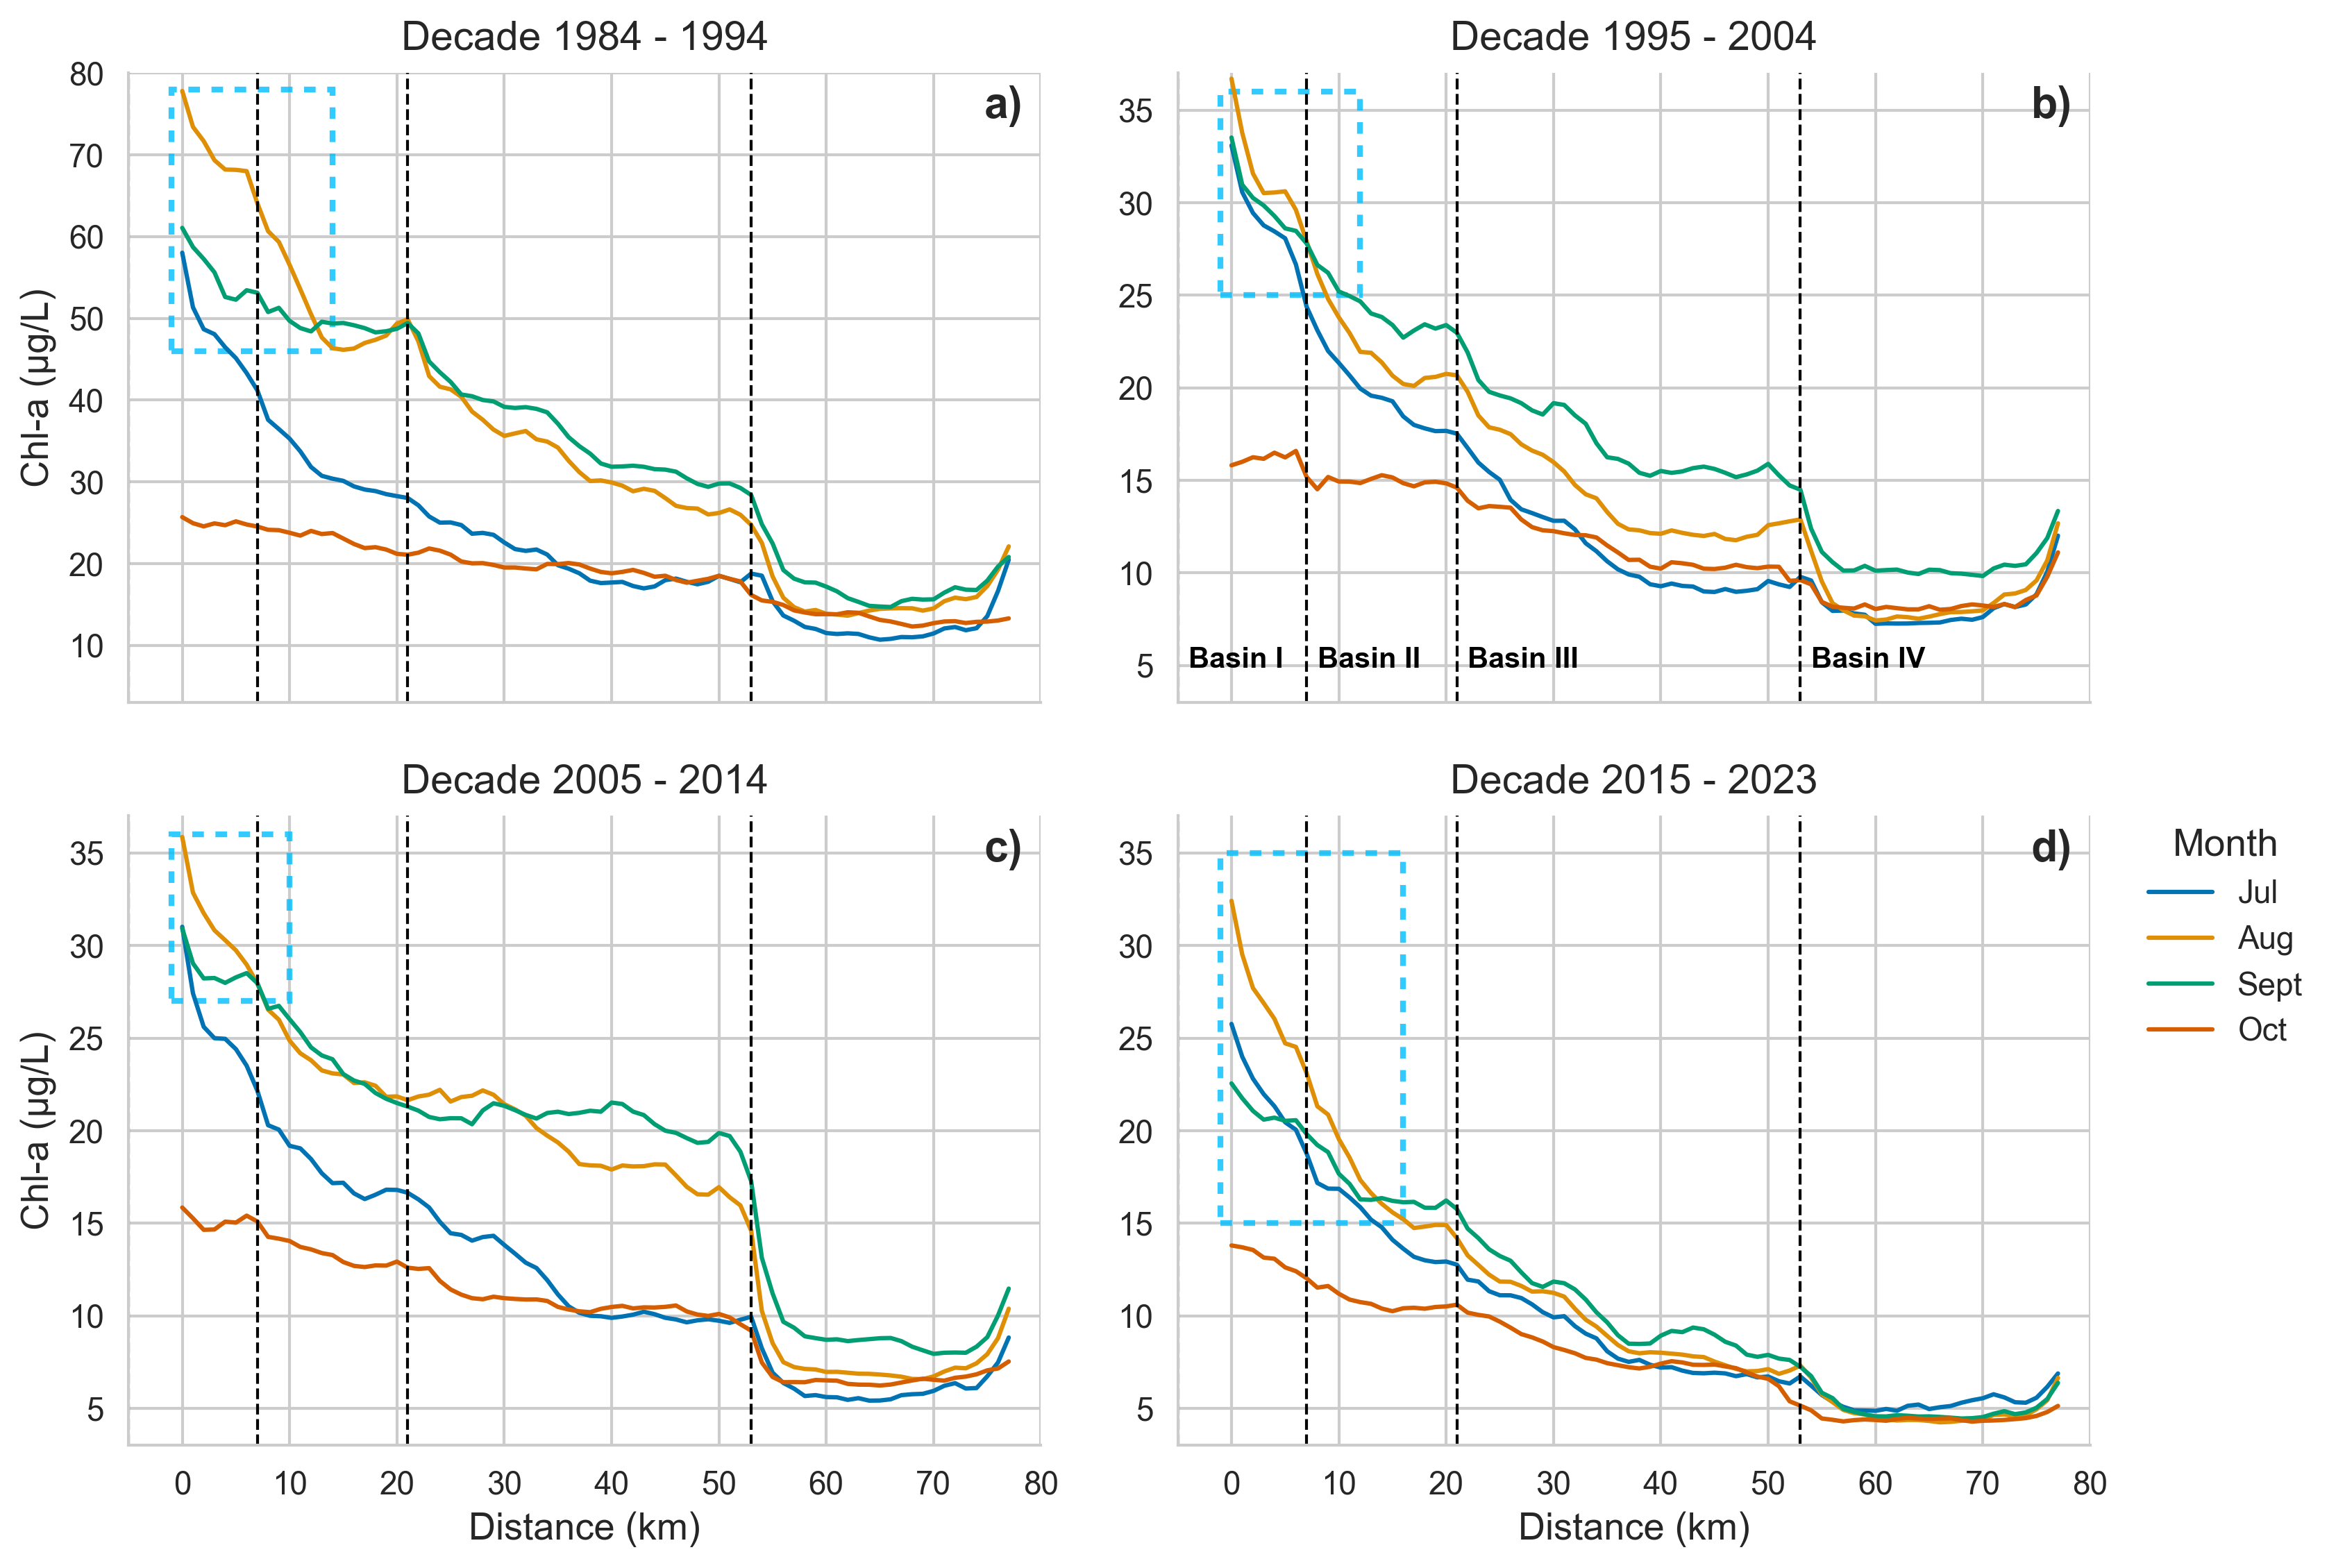 Decade 1984 - 1994
Decade 1995 - 2004
80
70
60
50
40
30
20
10
Chl-a (µg/L)
a)
35
30
25
20
15
10
5
b)
Basin I
Basin II
Basin III
Basin IV
Decade 2005 - 2014
Decade 2015 - 2023
35
30
25
20
15
10
5
Chl-a (µg/L)
c)
0
10
20
30
40
50
60
70
80
Distance (km)
35
30
25
20
15
10
5
d)
0
10
20
30
40
50
60
70
80
Distance (km)
Month
Jul
Aug
Sept
Oct